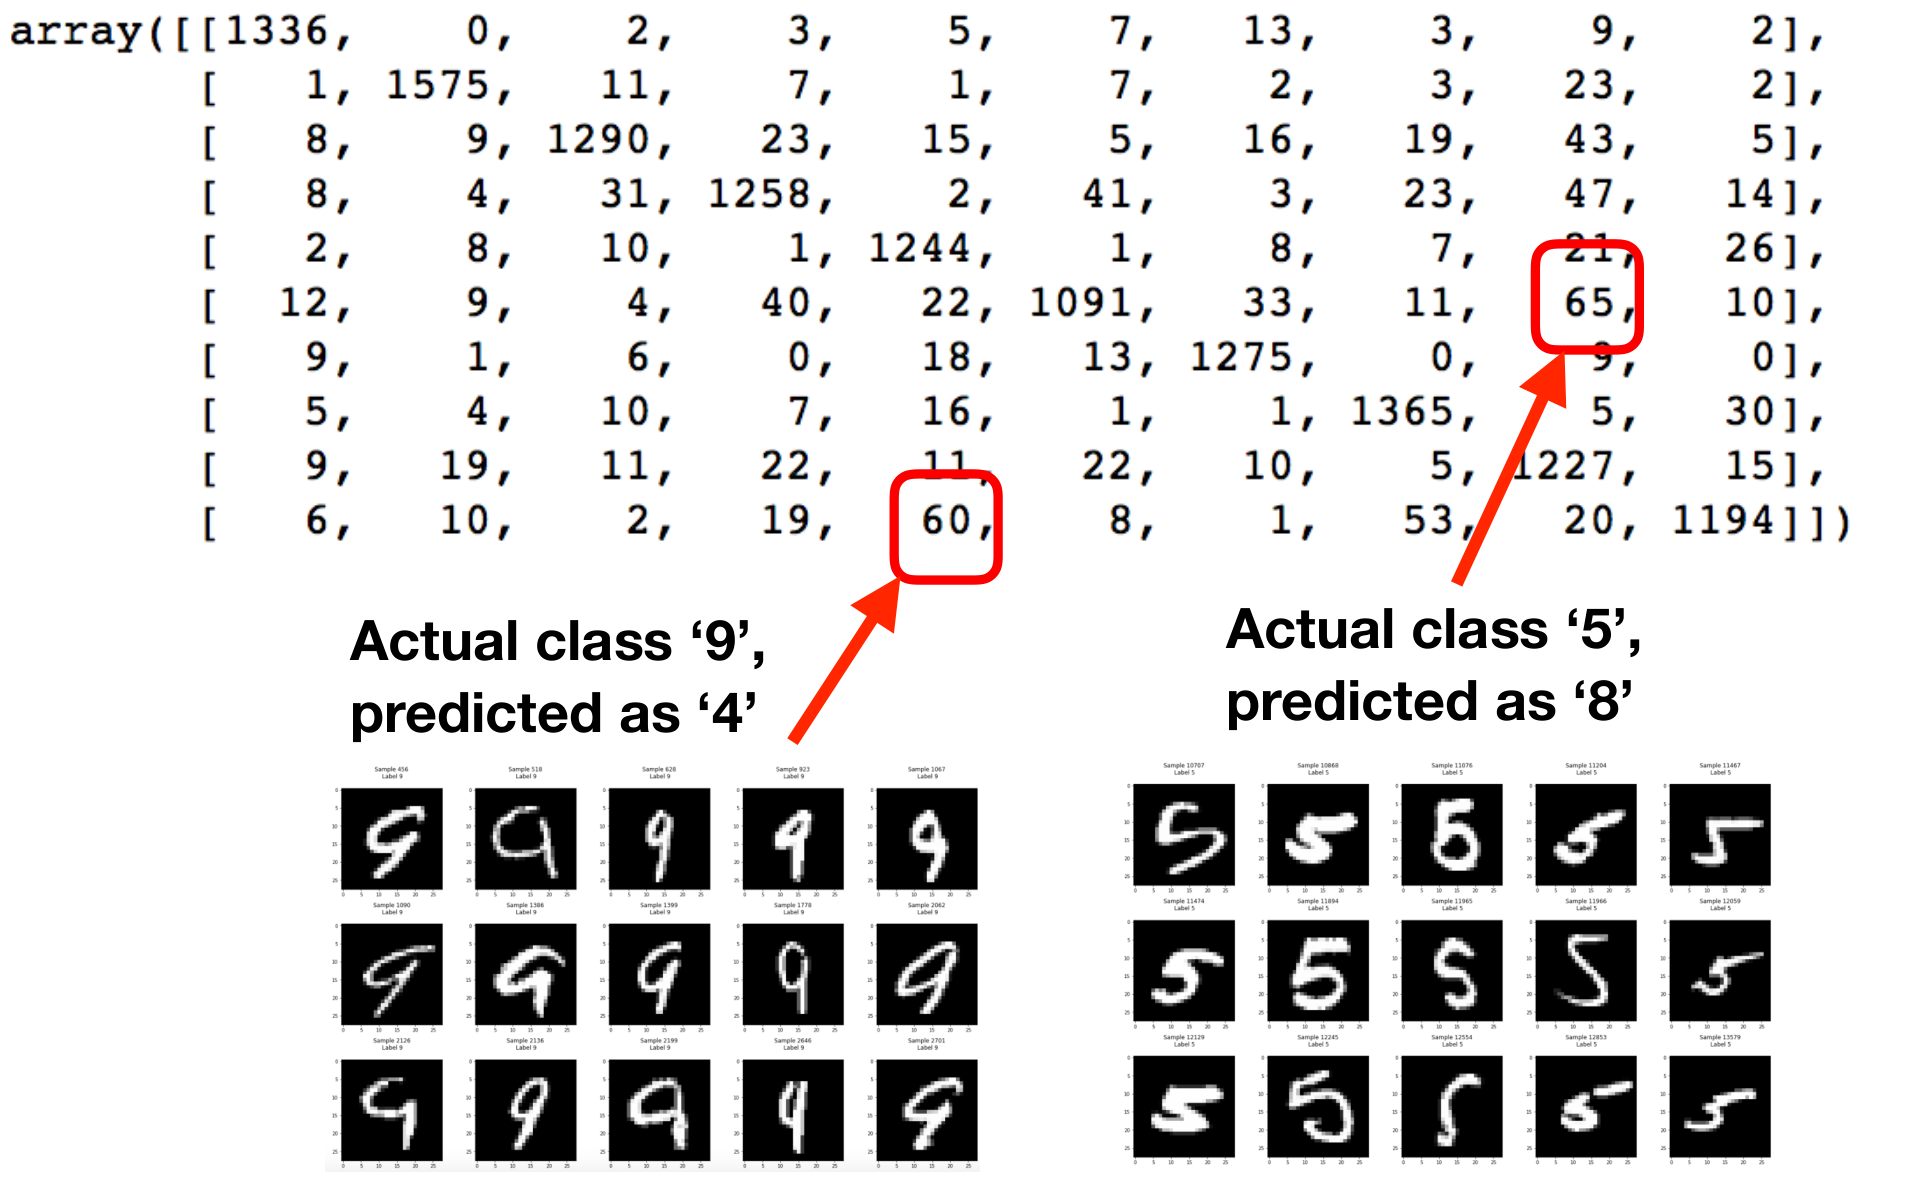 array([[1336, 0, 2, 3, 5, 7, 13, 3, 9, 2],
[ 1, 1575, 11, 7, 1, 7, 2, 3, 23, 2],
[ 8, 9, 1290, 23, 15, 5, 16, 19, 43, 5],
[ 8, 4, 31, 1258, 2, 41, 3, 23, 47, 14],
[ 2, 8, 10, 1, 1244, 1, 8, 7, 21, 26],
[ 12, 9, 4, 40, 22, 1091, 33, 11, 65, 10],
[ 9, 1, 6, 0, 18, 13, 1275, 0, 9, 0],
[ 5, 4, 10, 7, 16, 1, 1, 1365, 5, 30],
[ 9, 19, 11, 22, 11, 22, 10, 5, 1227, 15],
[ 6, 10, 2, 19, 60, 8, 1, 53, 20, 1194]])
Actual class ‘9’,
predicted as ‘4’
Actual class ‘5’,
predicted as ‘8’
Sample 456 Sample 518 Sample 628 Sample 923 Sample 1067
Label 9 Label 9 Label 9 Label 9 Label 9
Sample 1090 Sample 1386 Sample 1399 Sample 1778 Sample 2062
Label 9 Label 9 Label 9 Label 9 Label 9
Sample 2126 Sample 2136 Sample 2199 Sample 2646 Sample 2701
Label 9 Label 9 Label 9 Label 9 Label 9
Sample 10707 Sample 10868 Sample 11076 Sample 11204 Sample 11467
Label 5 Label 5 Label 5 Label 5 Label 5
Sample 11474 Sample 11894 Sample 11965 Sample 11966 Sample 12059
Label 5 Label 5 Label 5 Label 5 Label 5
Sample 12129 Sample 12245 Sample 12554 Sample 12853 Sample 13579
Label 5 Label 5 Label 5 Label 5 Label 5